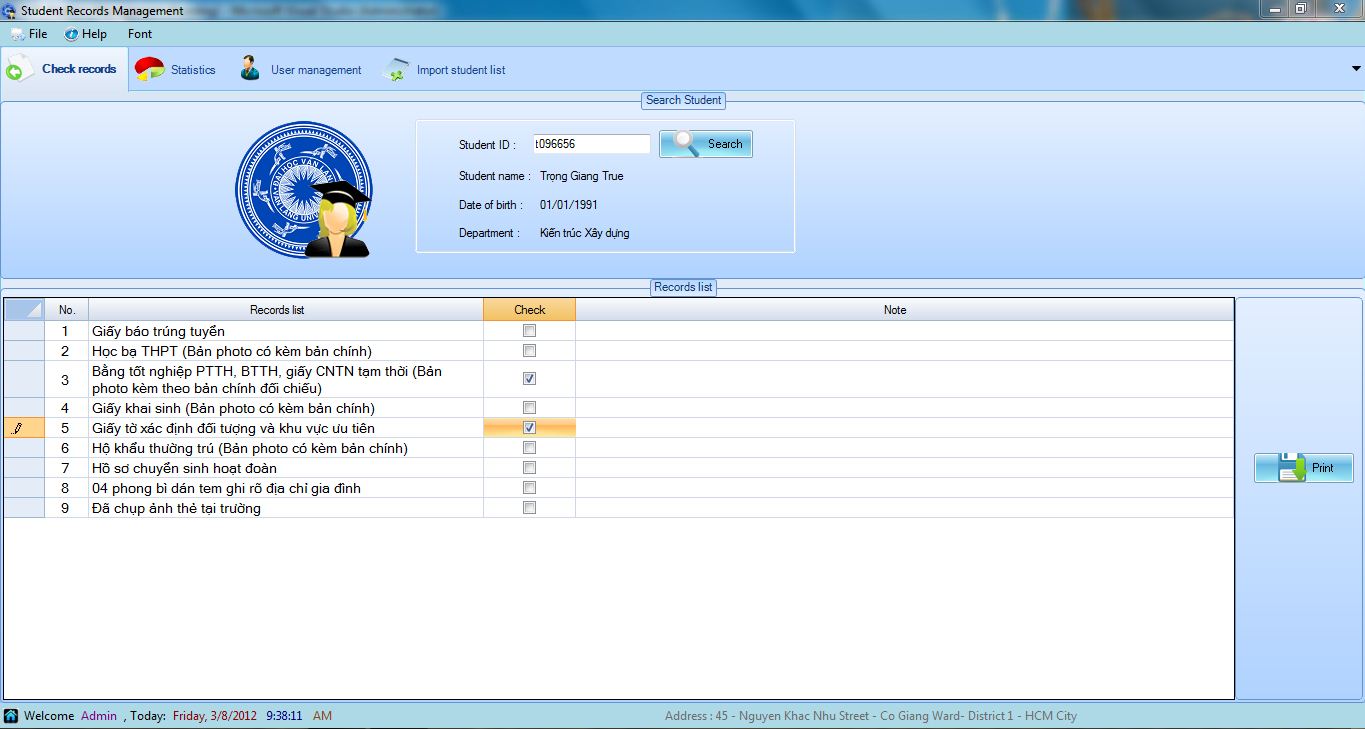 Student Records Management
File Help Font
Check records Statistics User management Import student list
Search Student
ĐẠI HỌC VĂN LANG
VAN LANG UNIVERSITY
Student ID : t096656 Search
Student name : Trọng Giang True
Date of birth : 01/01/1991
Department : Kiến trúc Xây dựng
Records list
No. Records list Check Note
1 Giấy báo trúng tuyển
2 Học bạ THPT (Bản photo có kèm bản chính)
3 Bằng tốt nghiệp PTTH, BTTH, giấy CNTN tạm thời (Bản
photo kèm theo bản chính đối chiếu)
4 Giấy khai sinh (Bản photo có kèm bản chính)
5 Giấy tờ xác định đối tượng và khu vực ưu tiên
6 Hộ khẩu thường trú (Bản photo có kèm bản chính)
7 Hồ sơ chuyển sinh hoạt đoàn
8 04 phong bì dán tem ghi rõ địa chỉ gia đình
9 Đã chụp ảnh thẻ tại trường
Print
Welcome Admin , Today: Friday, 3/8/2012 9:38:11 AM Address : 45 - Nguyen Khac Nhu Street - Co Giang Ward- District 1 - HCM City